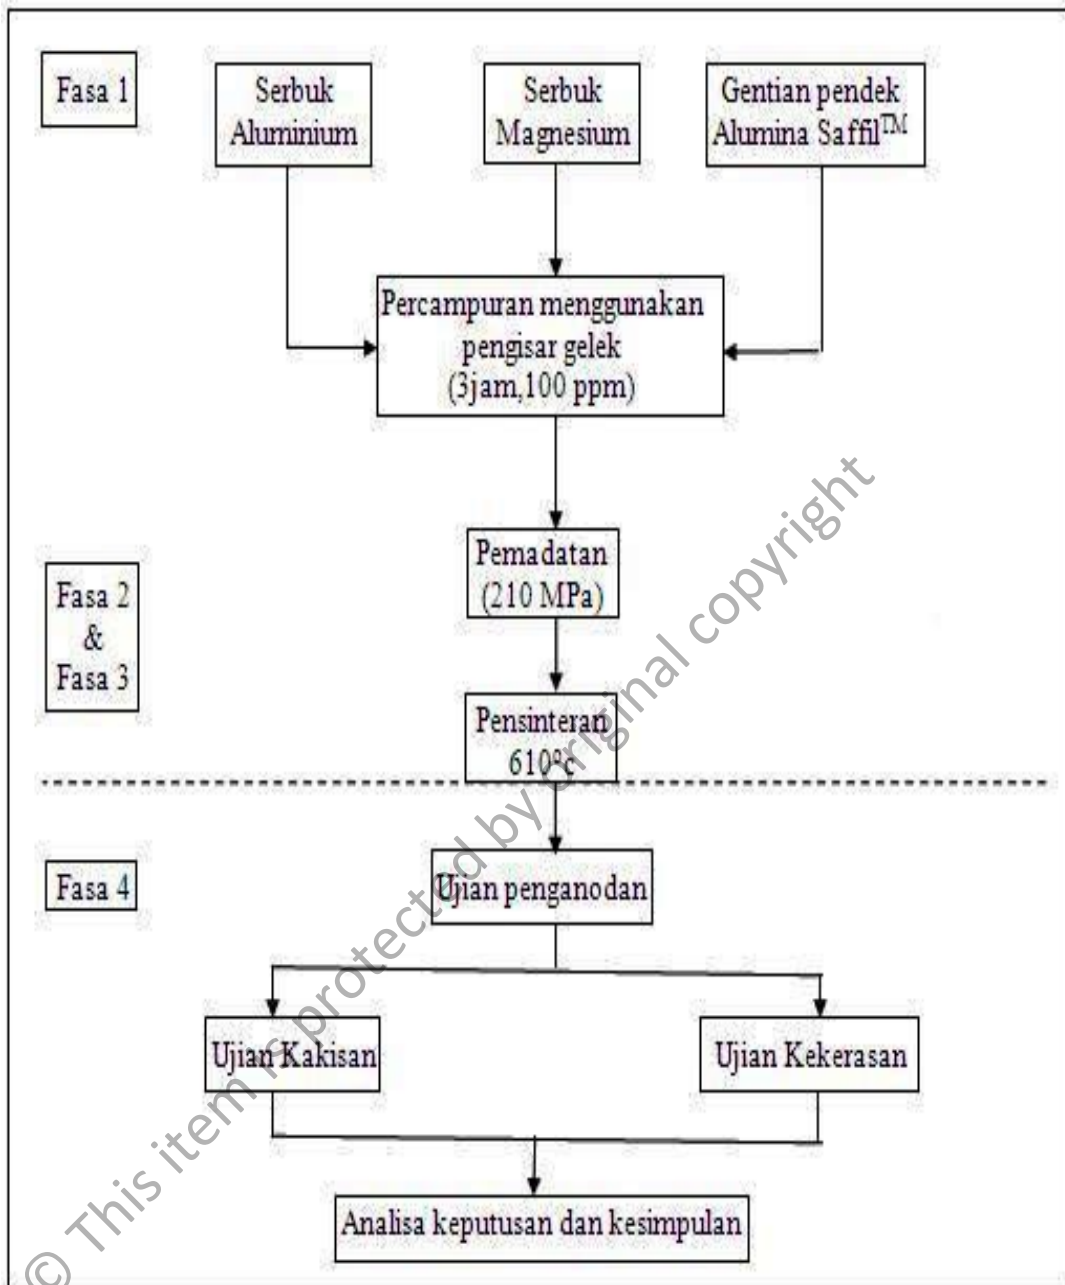 Fasa 1
Serbuk
Aluminium
Serbuk
Magnesium
Gentian pendek
Alumina Saffil™
Percampuran menggunakan
pengisar gelek
(3jam,100 ppm)
Fasa 2
&
Fasa 3
Pemadatan
(210 MPa)
Pensinteran
610⁰c
Fasa 4
Ujian penganodan
Ujian Kakisan
Ujian Kekerasan
Analisa keputusan dan kesimpulan
© This item is protected by original copyright